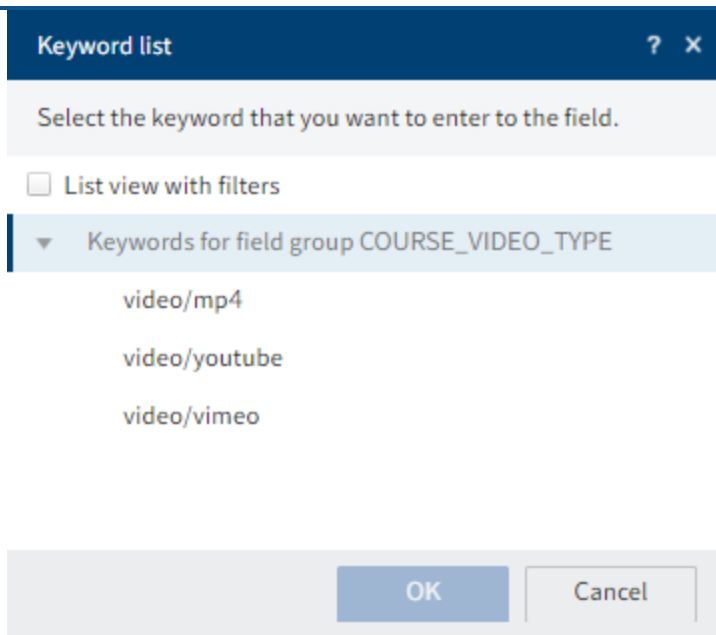 Keyword list ? ×
Select the keyword that you want to enter to the field.
List view with filters
Keywords for field group COURSE_VIDEO_TYPE
video/mp4
video/youtube
video/vimeo
OK Cancel